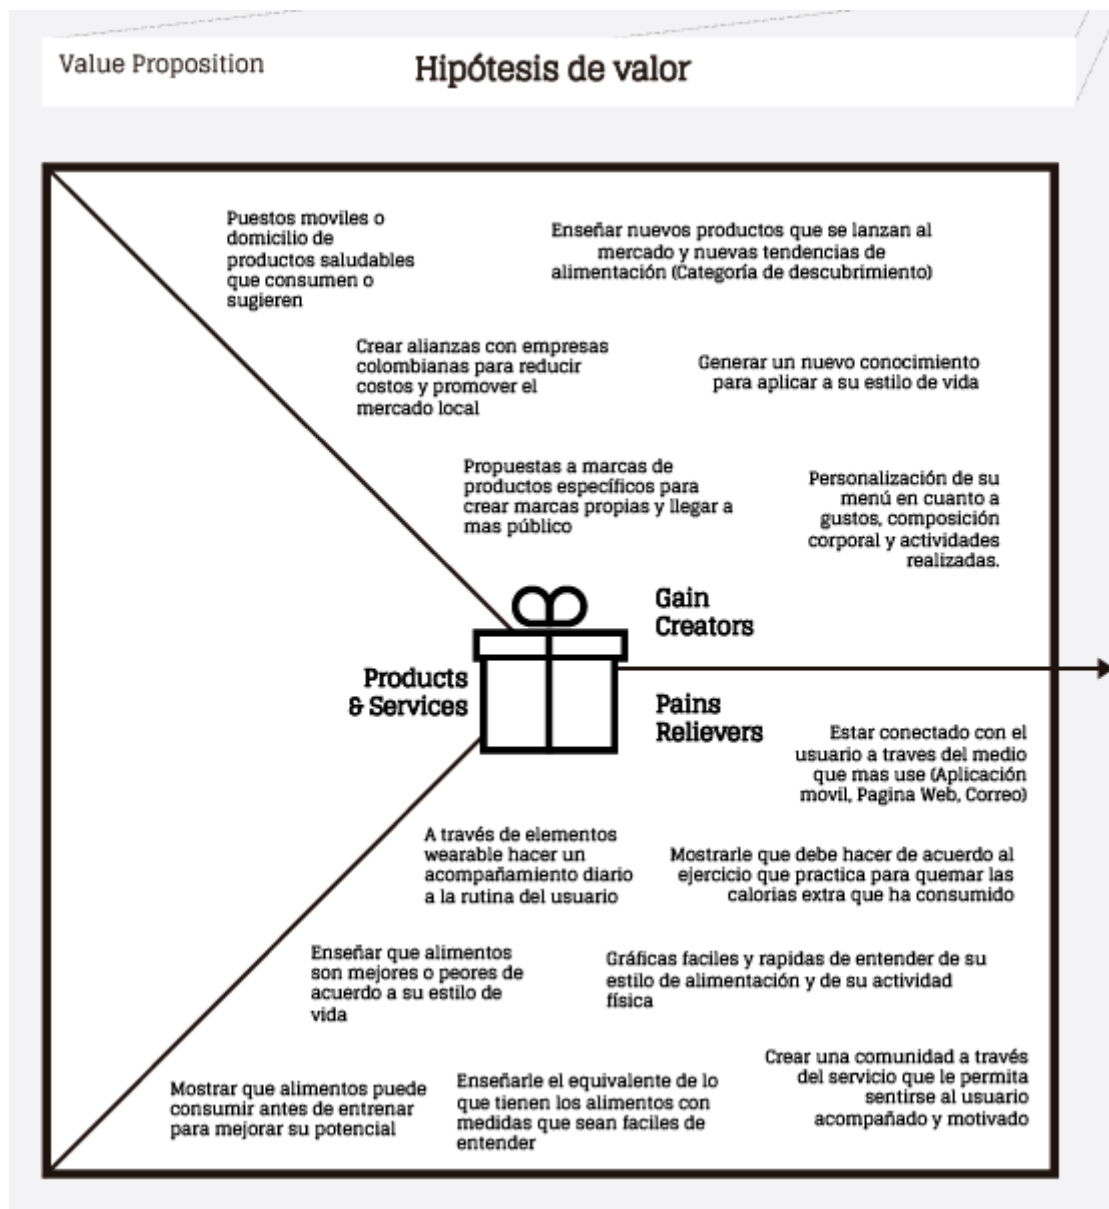 Value Proposition
Hipótesis de valor
Puestos moviles o
domicilio de
productos saludables
que consumen o
sugieren
Enseñar nuevos productos que se lanzan al
mercado y nuevas tendencias de
alimentación (Categoría de descubrimiento)
Crear alianzas con empresas
colombianas para reducir
costos y promover el
mercado local
Generar un nuevo conocimiento
para aplicar a su estilo de vida
Propuestas a marcas de
productos específicos para
crear marcas propias y llegar a
mas público
Personalización de su
menú en cuanto a
gustos, composición
corporal y actividades
realizadas.
Gain
Creators
Products
& Services
Pains
Relievers
Estar conectado con el
usuario a traves del medio
que mas use (Aplicación
movil, Pagina Web, Correo)
A través de elementos
wearable hacer un
acompañamiento diario
a la rutina del usuario
Mostrarle que debe hacer de acuerdo al
ejercicio que practica para quemar las
calorias extra que ha consumido
Enseñar que alimentos
son mejores o peores de
acuerdo a su estilo de
vida
Gráficas faciles y rapidas de entender de su
estilo de alimentación y de su actividad
física
Mostrar que alimentos puede
consumir antes de entrenar
para mejorar su potencial
Enseñarle el equivalente de lo
que tienen los alimentos con
medidas que sean faciles de
entender
Crear una comunidad a través
del servicio que le permita
sentirse al usuario
acompañado y motivado